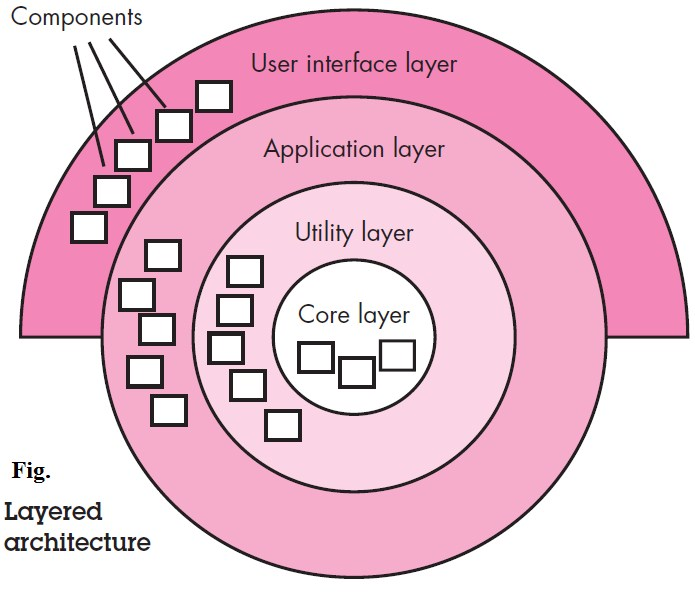 Components
User interface layer
Application layer
Utility layer
Core layer
Fig.
Layered
architecture